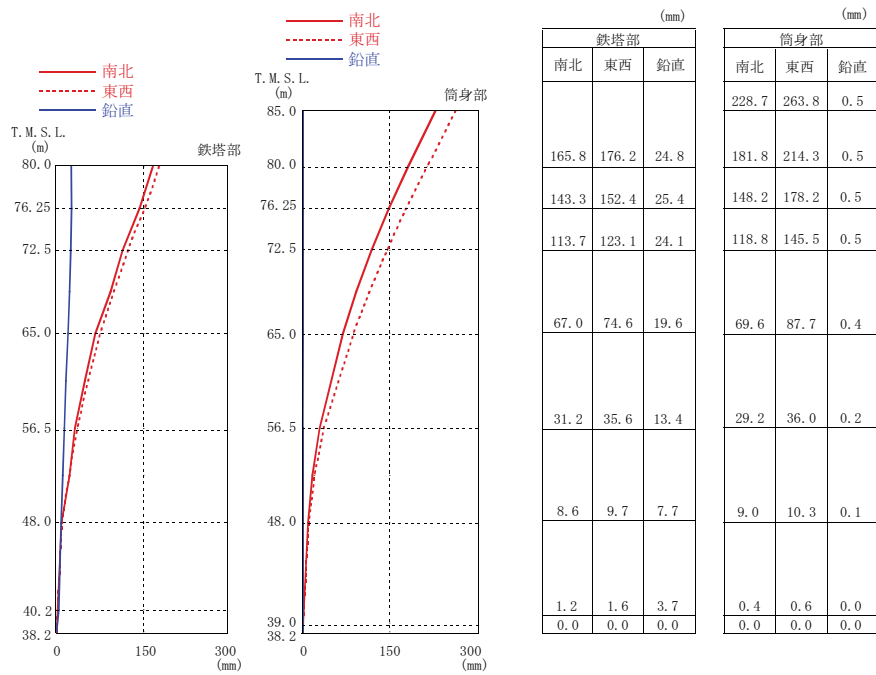 南北
東西
鉛直
T.M.S.L.
(m)
鉄塔部
80.0
76.25
72.5
65.0
56.5
48.0
40.2
38.2
0 150 300
(mm)
南北
東西
鉛直
T.M.S.L.
(m)
筒身部
85.0
80.0
76.25
72.5
65.0
56.5
48.0
39.0
38.2
0 150 300
(mm)
(mm)
鉄塔部
南北 東西 鉛直
165.8 176.2 24.8
143.3 152.4 25.4
113.7 123.1 24.1
67.0 74.6 19.6
31.2 35.6 13.4
8.6 9.7 7.7
1.2 1.6 3.7
0.0 0.0 0.0
(mm)
筒身部
南北 東西 鉛直
228.7 263.8 0.5
181.8 214.3 0.5
148.2 178.2 0.5
118.8 145.5 0.5
69.6 87.7 0.4
29.2 36.0 0.2
9.0 10.3 0.1
0.4 0.6 0.0
0.0 0.0 0.0